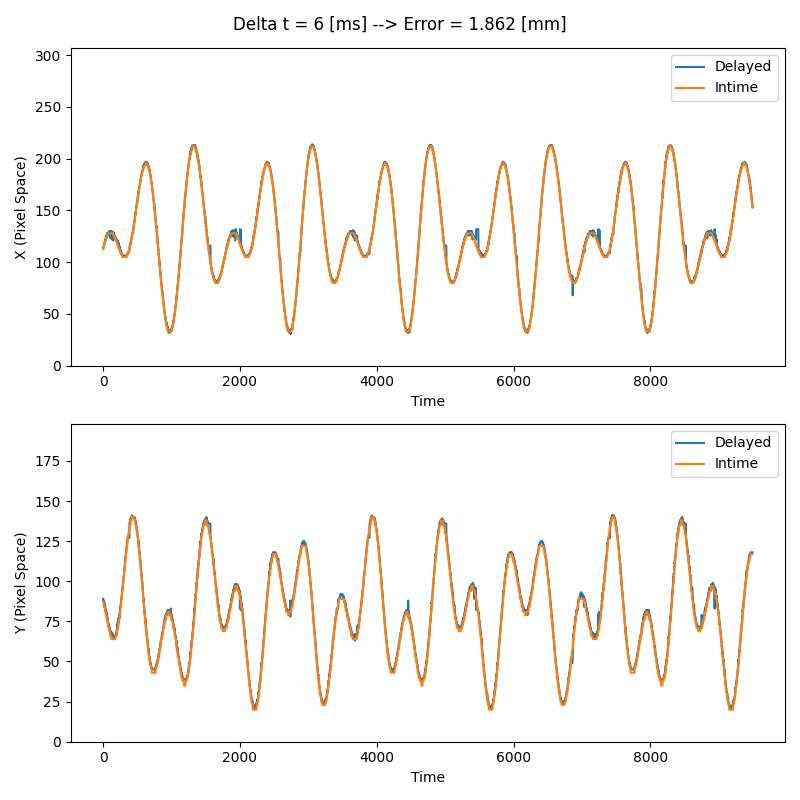 Delta t = 6 [ms] --> Error = 1.862 [mm]
300
250
200
150
100
50
0
X (Pixel Space)
Delayed
Intime
0 2000 4000 6000 8000
Time
175
150
125
100
75
50
25
0
Y (Pixel Space)
Delayed
Intime
0 2000 4000 6000 8000
Time